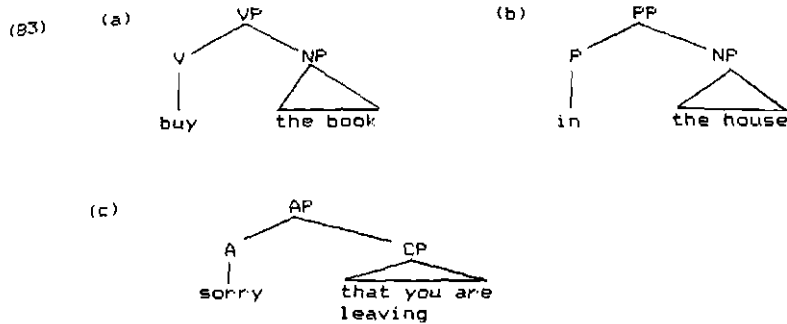 (83) (a) VP (b) PP
V NP P NP
buy the book in the house
(c) AP
A CP
sorry that you are
leaving